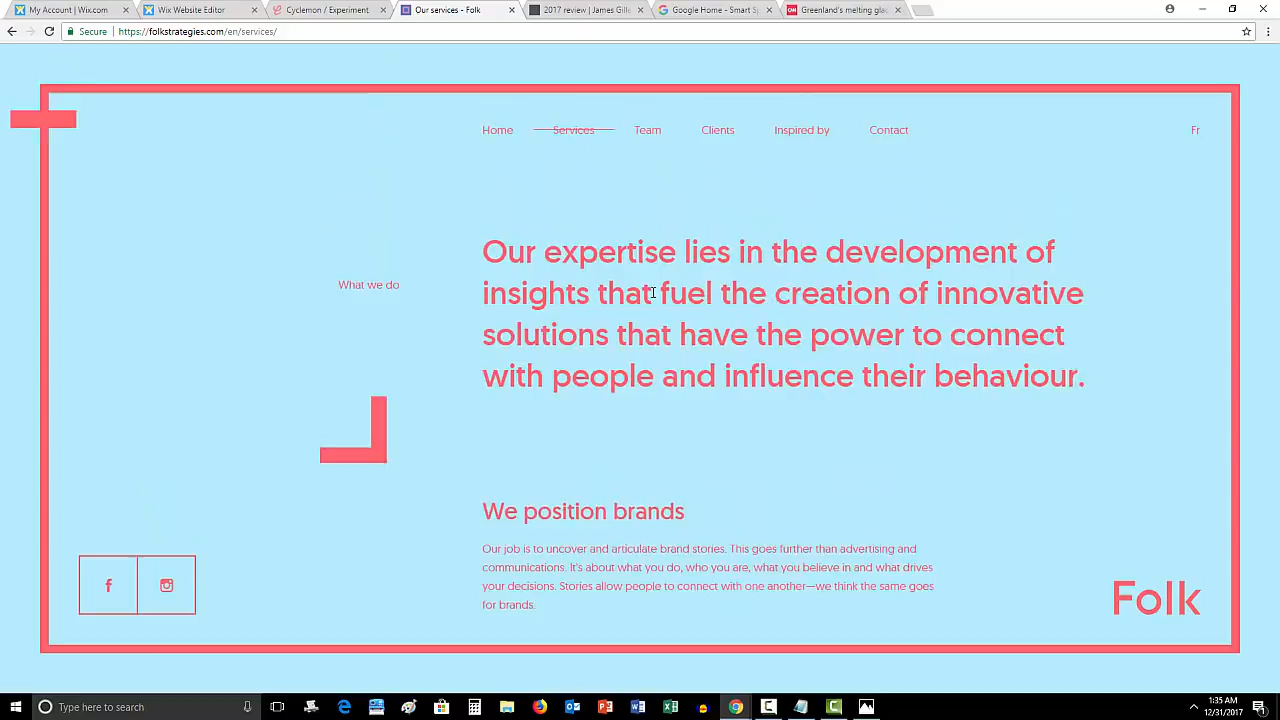 My Account | Wix.com
Wix Website Editor
Cyclemon / Experiment
Our services - Folk
2017 review | James Gille
Google Home - Smart Sp
Greenland's melting glac
Secure
https://folkstrategies.com/en/services/
Home
Services
Team
Clients
Inspired by
Contact
Fr
What we do
Our expertise lies in the development of
insights that fuel the creation of innovative
solutions that have the power to connect
with people and influence their behaviour.
We position brands
Our job is to uncover and articulate brand stories. This goes further than advertising and
communications. It's about what you do, who you are, what you believe in and what drives
your decisions. Stories allow people to connect with one another—we think the same goes
for brands.
Folk
Type here to search
1:35 AM
12/31/2017